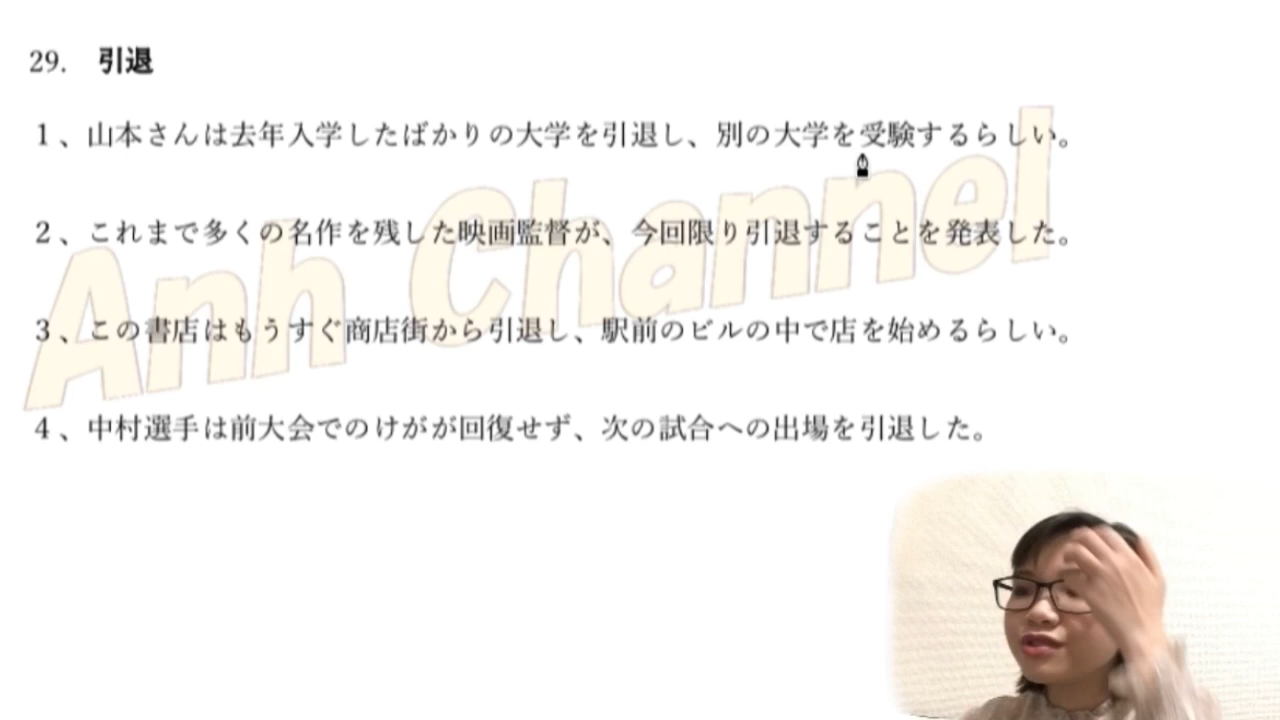 29. 引退
1、山本さんは去年入学したばかりの大学を引退し、別の大学を受験するらしい。
2、これまで多くの名作を残した映画監督が、今回限り引退することを発表した。
3、この書店はもうすぐ商店街から引退し、駅前のビルの中で店を始めるらしい。
4、中村選手は前大会でのけがが回復せず、次の試合への出場を引退した。
Anh Channel